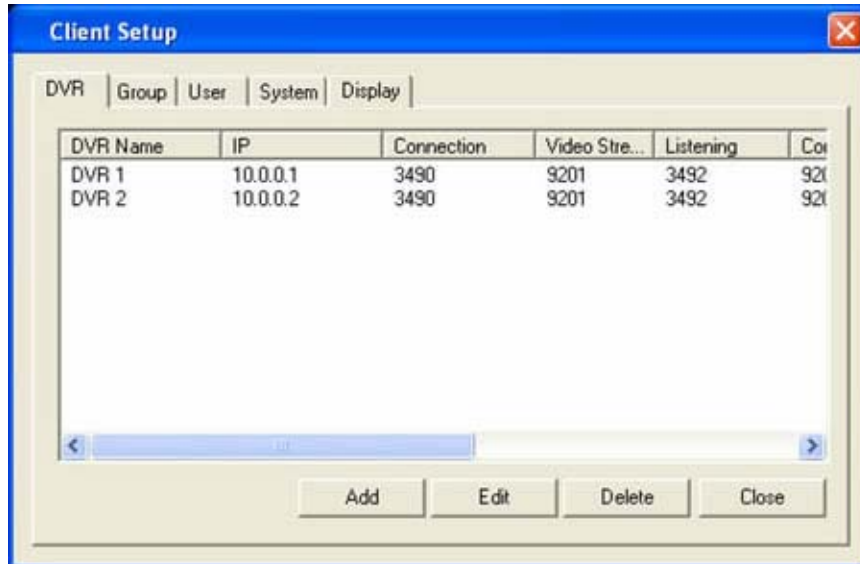 Client Setup
DVR Group User System Display
DVR Name IP Connection Video Stre... Listening
DVR 1 10.0.0.1 3490 9201 3492
DVR 2 10.0.0.2 3490 9201 3492
Add Edit Delete Close